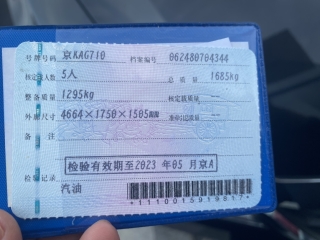 号牌号码 京KAG710 档案编号 062480704344
核定载人数 5人 总质量 1685kg
整备质量 1295kg 核定载质量 --
外廓尺寸 4664×1750×1505mm 准牵引总质量 --
备注
检验有效期至2023年05月京A
检验记录
汽油 *110015919817*